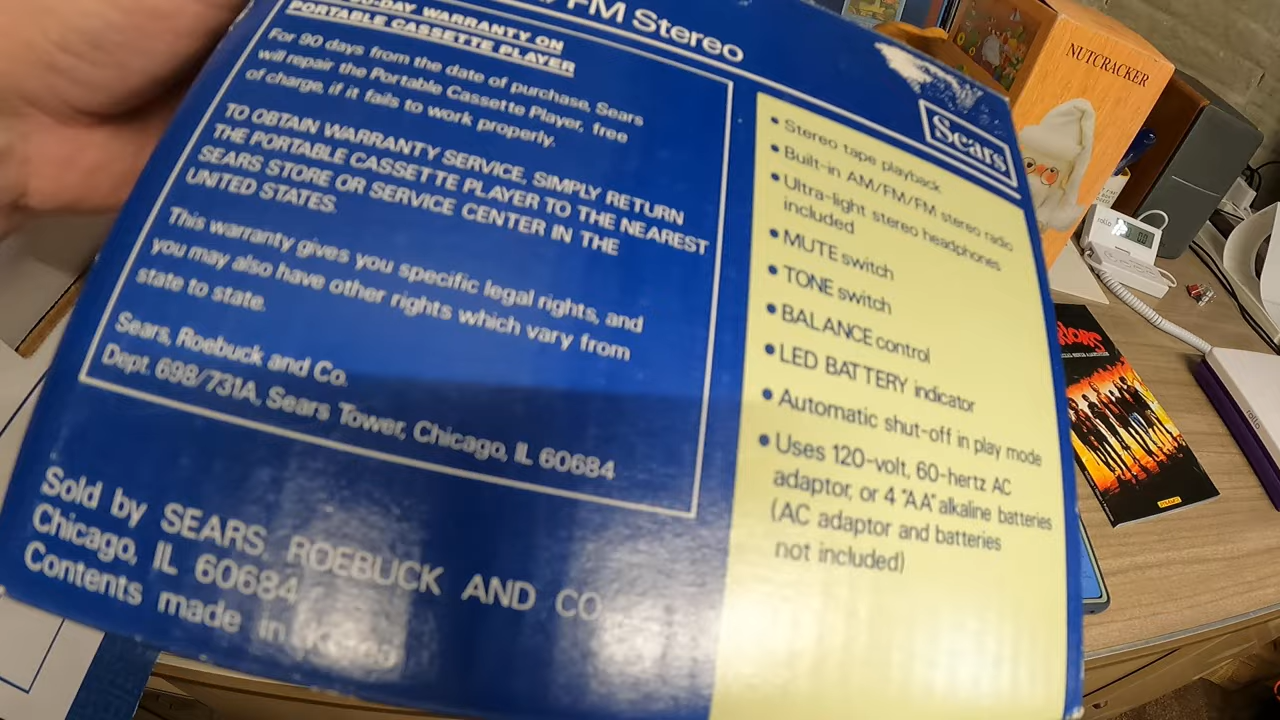 FM Stereo
90-DAY WARRANTY ON
PORTABLE CASSETTE PLAYER
For 90 days from the date of purchase, Sears
will repair the Portable Cassette Player, free
of charge, if it fails to work properly.
TO OBTAIN WARRANTY SERVICE, SIMPLY RETURN
THE PORTABLE CASSETTE PLAYER TO THE NEAREST
SEARS STORE OR SERVICE CENTER IN THE
UNITED STATES.
This warranty gives you specific legal rights, and
you may also have other rights which vary from
state to state.
Sears, Roebuck and Co.
Dept. 698/731A, Sears Tower, Chicago, IL 60684
Sold by SEARS, ROEBUCK AND CO
Chicago, IL 60684
Contents made in Korea
Sears
• Stereo tape playback
• Built-in AM/FM/FM stereo radio
• Ultra-light stereo headphones
included
• MUTE switch
• TONE switch
• BALANCE control
• LED BATTERY indicator
• Automatic shut-off in play mode
• Uses 120-volt, 60-hertz AC
adaptor, or 4 "AA" alkaline batteries
(AC adaptor and batteries
not included)
NUTCRACKER
rollo
0.0
rollo